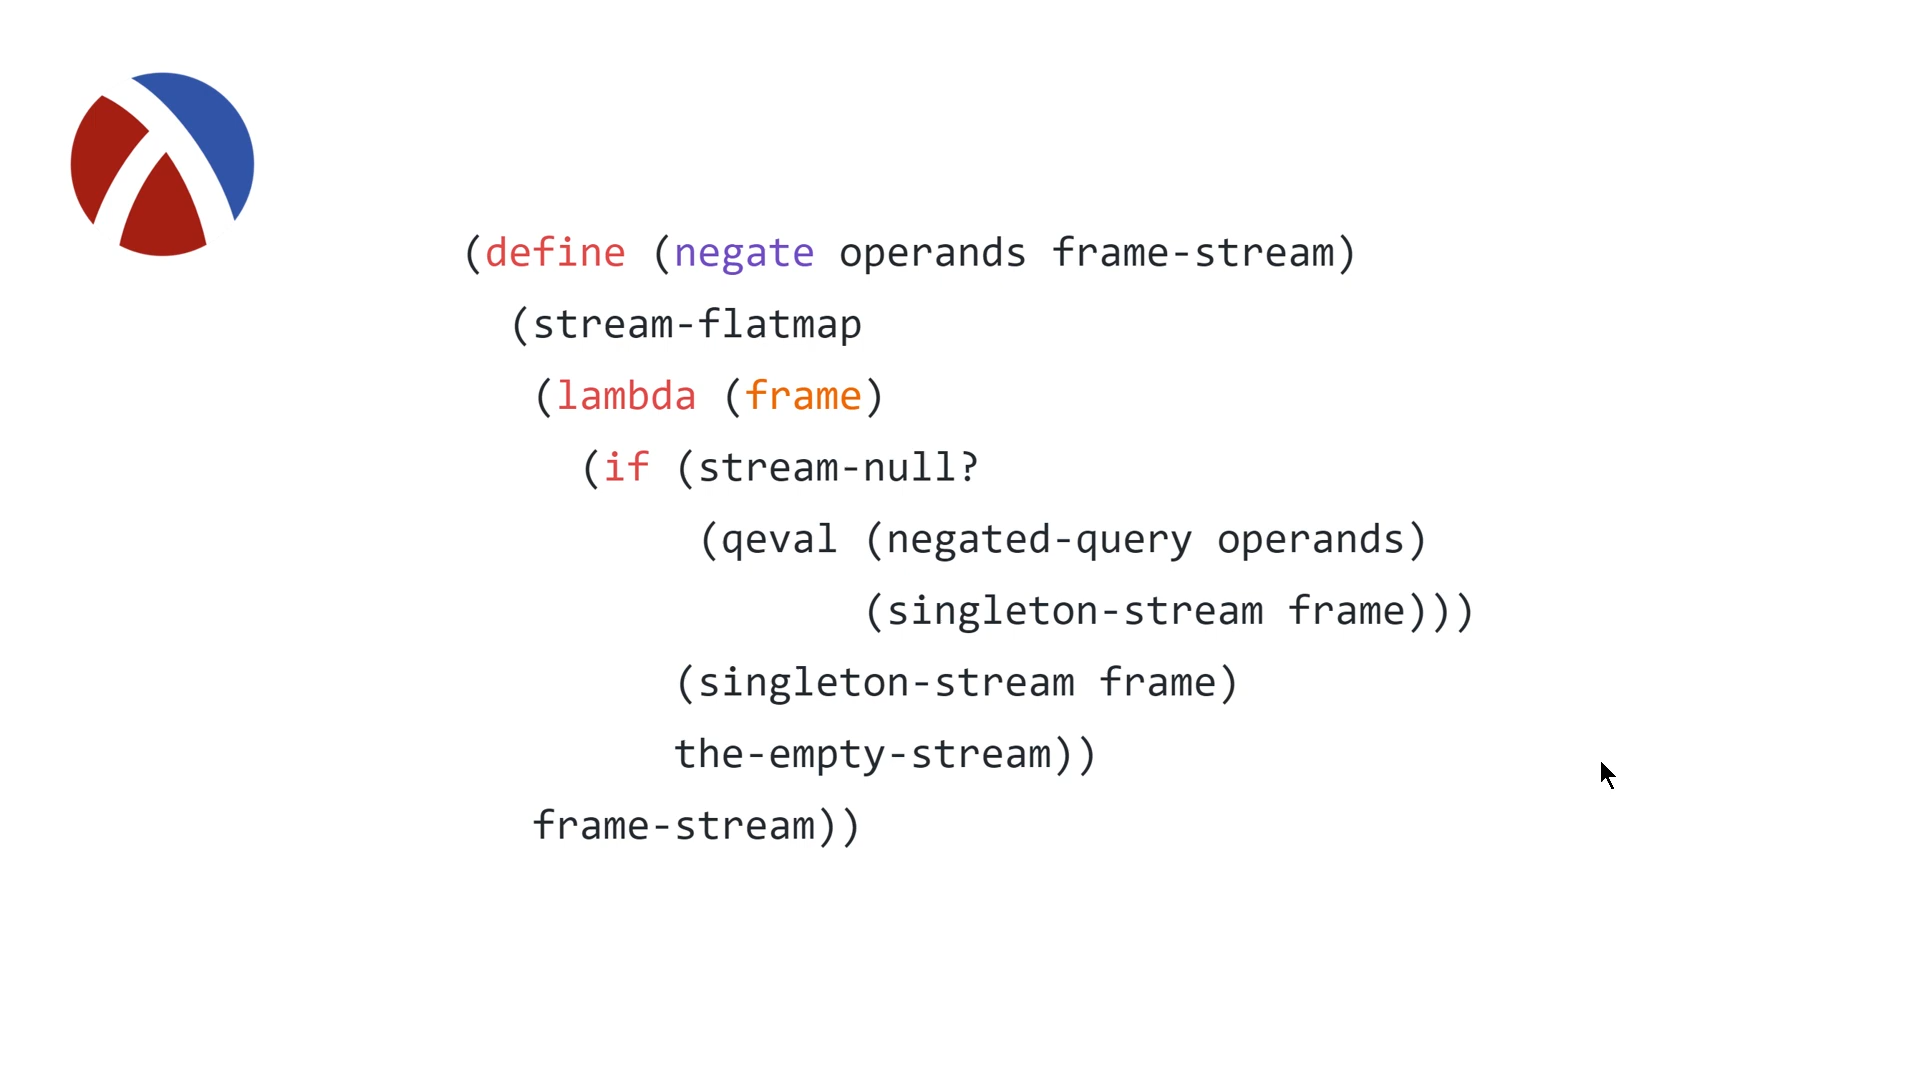 (define (negate operands frame-stream)
(stream-flatmap
(lambda (frame)
(if (stream-null?
(qeval (negated-query operands)
(singleton-stream frame)))
(singleton-stream frame)
the-empty-stream))
frame-stream))